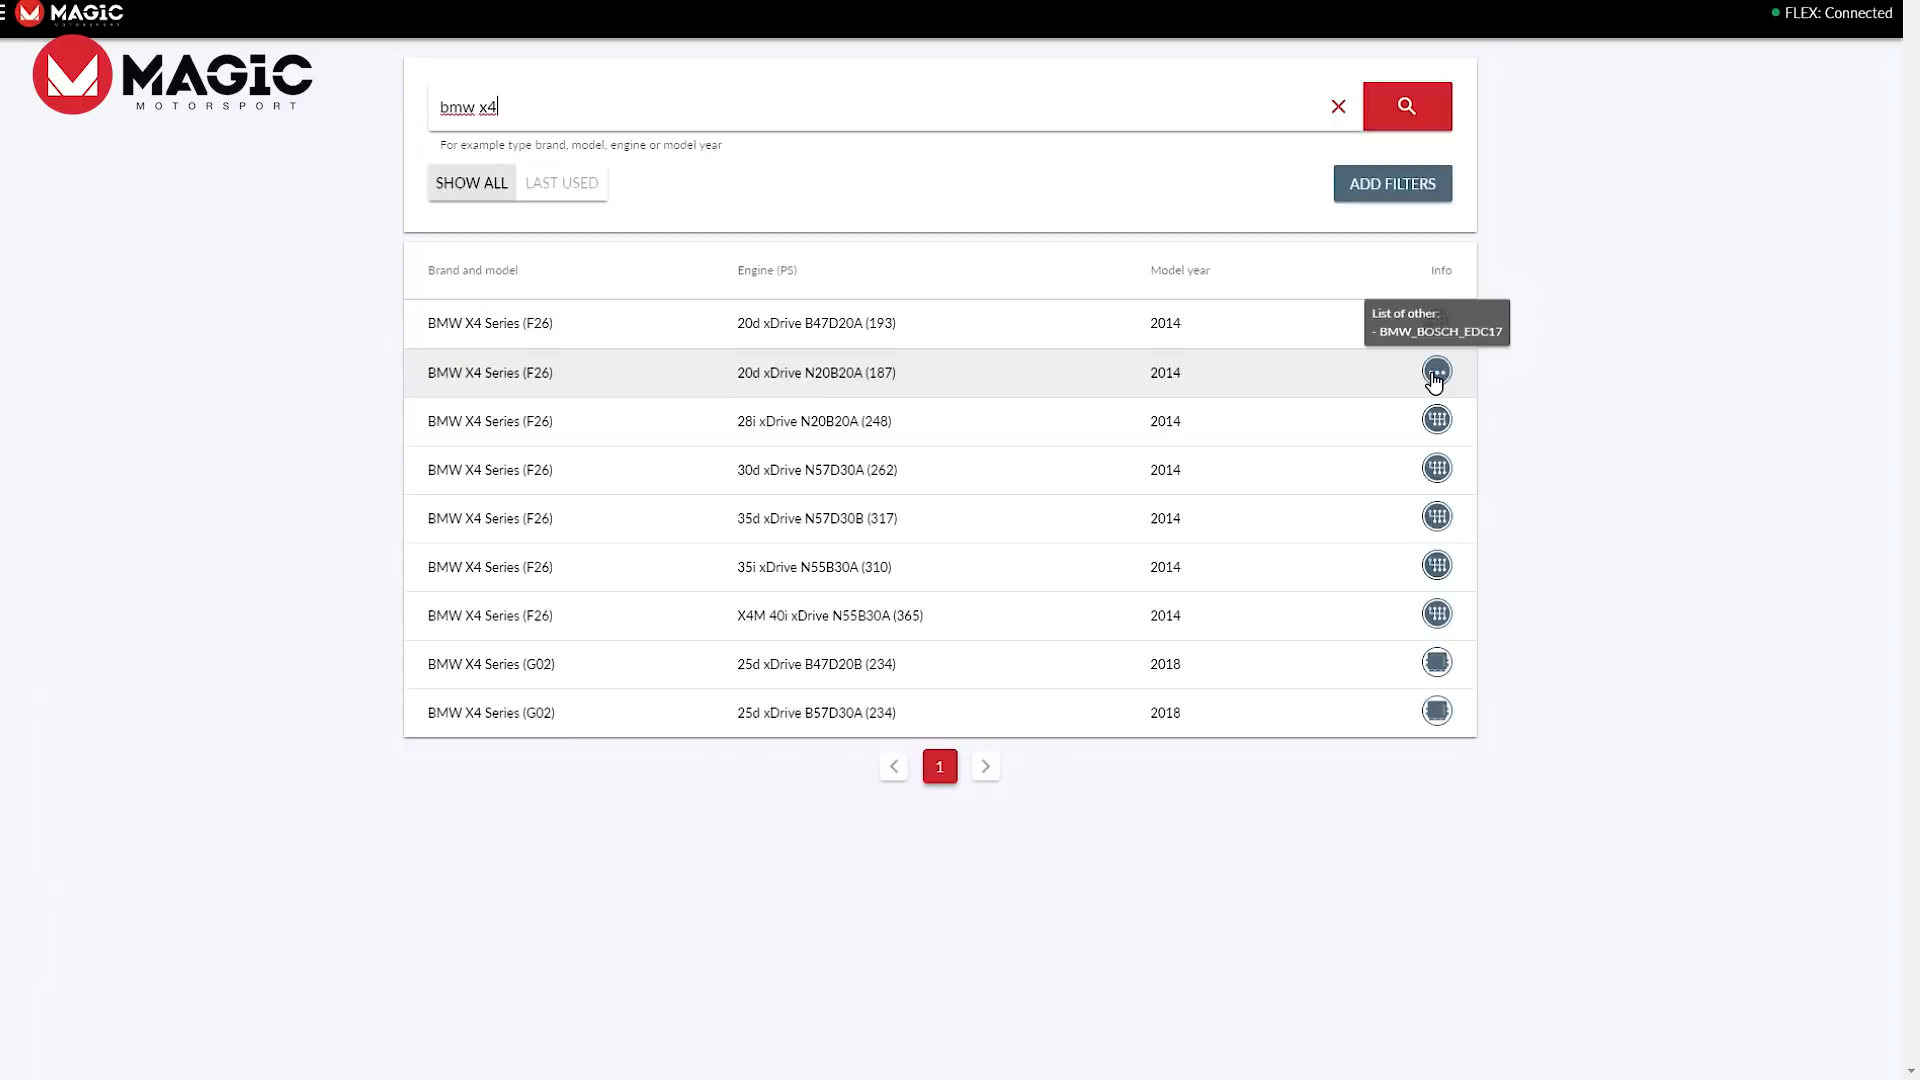 MAGIC
MOTORSPORT
FLEX: Connected
MAGIC
MOTORSPORT
bmw x4
For example type brand, model, engine or model year
SHOW ALL LAST USED
ADD FILTERS
Brand and model Engine (PS) Model year Info
BMW X4 Series (F26) 20d xDrive B47D20A (193) 2014
List of other:
- BMW_BOSCH_EDC17
BMW X4 Series (F26) 20d xDrive N20B20A (187) 2014
BMW X4 Series (F26) 28i xDrive N20B20A (248) 2014
BMW X4 Series (F26) 30d xDrive N57D30A (262) 2014
BMW X4 Series (F26) 35d xDrive N57D30B (317) 2014
BMW X4 Series (F26) 35i xDrive N55B30A (310) 2014
BMW X4 Series (F26) X4M 40i xDrive N55B30A (365) 2014
BMW X4 Series (G02) 25d xDrive B47D20B (234) 2018
BMW X4 Series (G02) 25d xDrive B57D30A (234) 2018
1